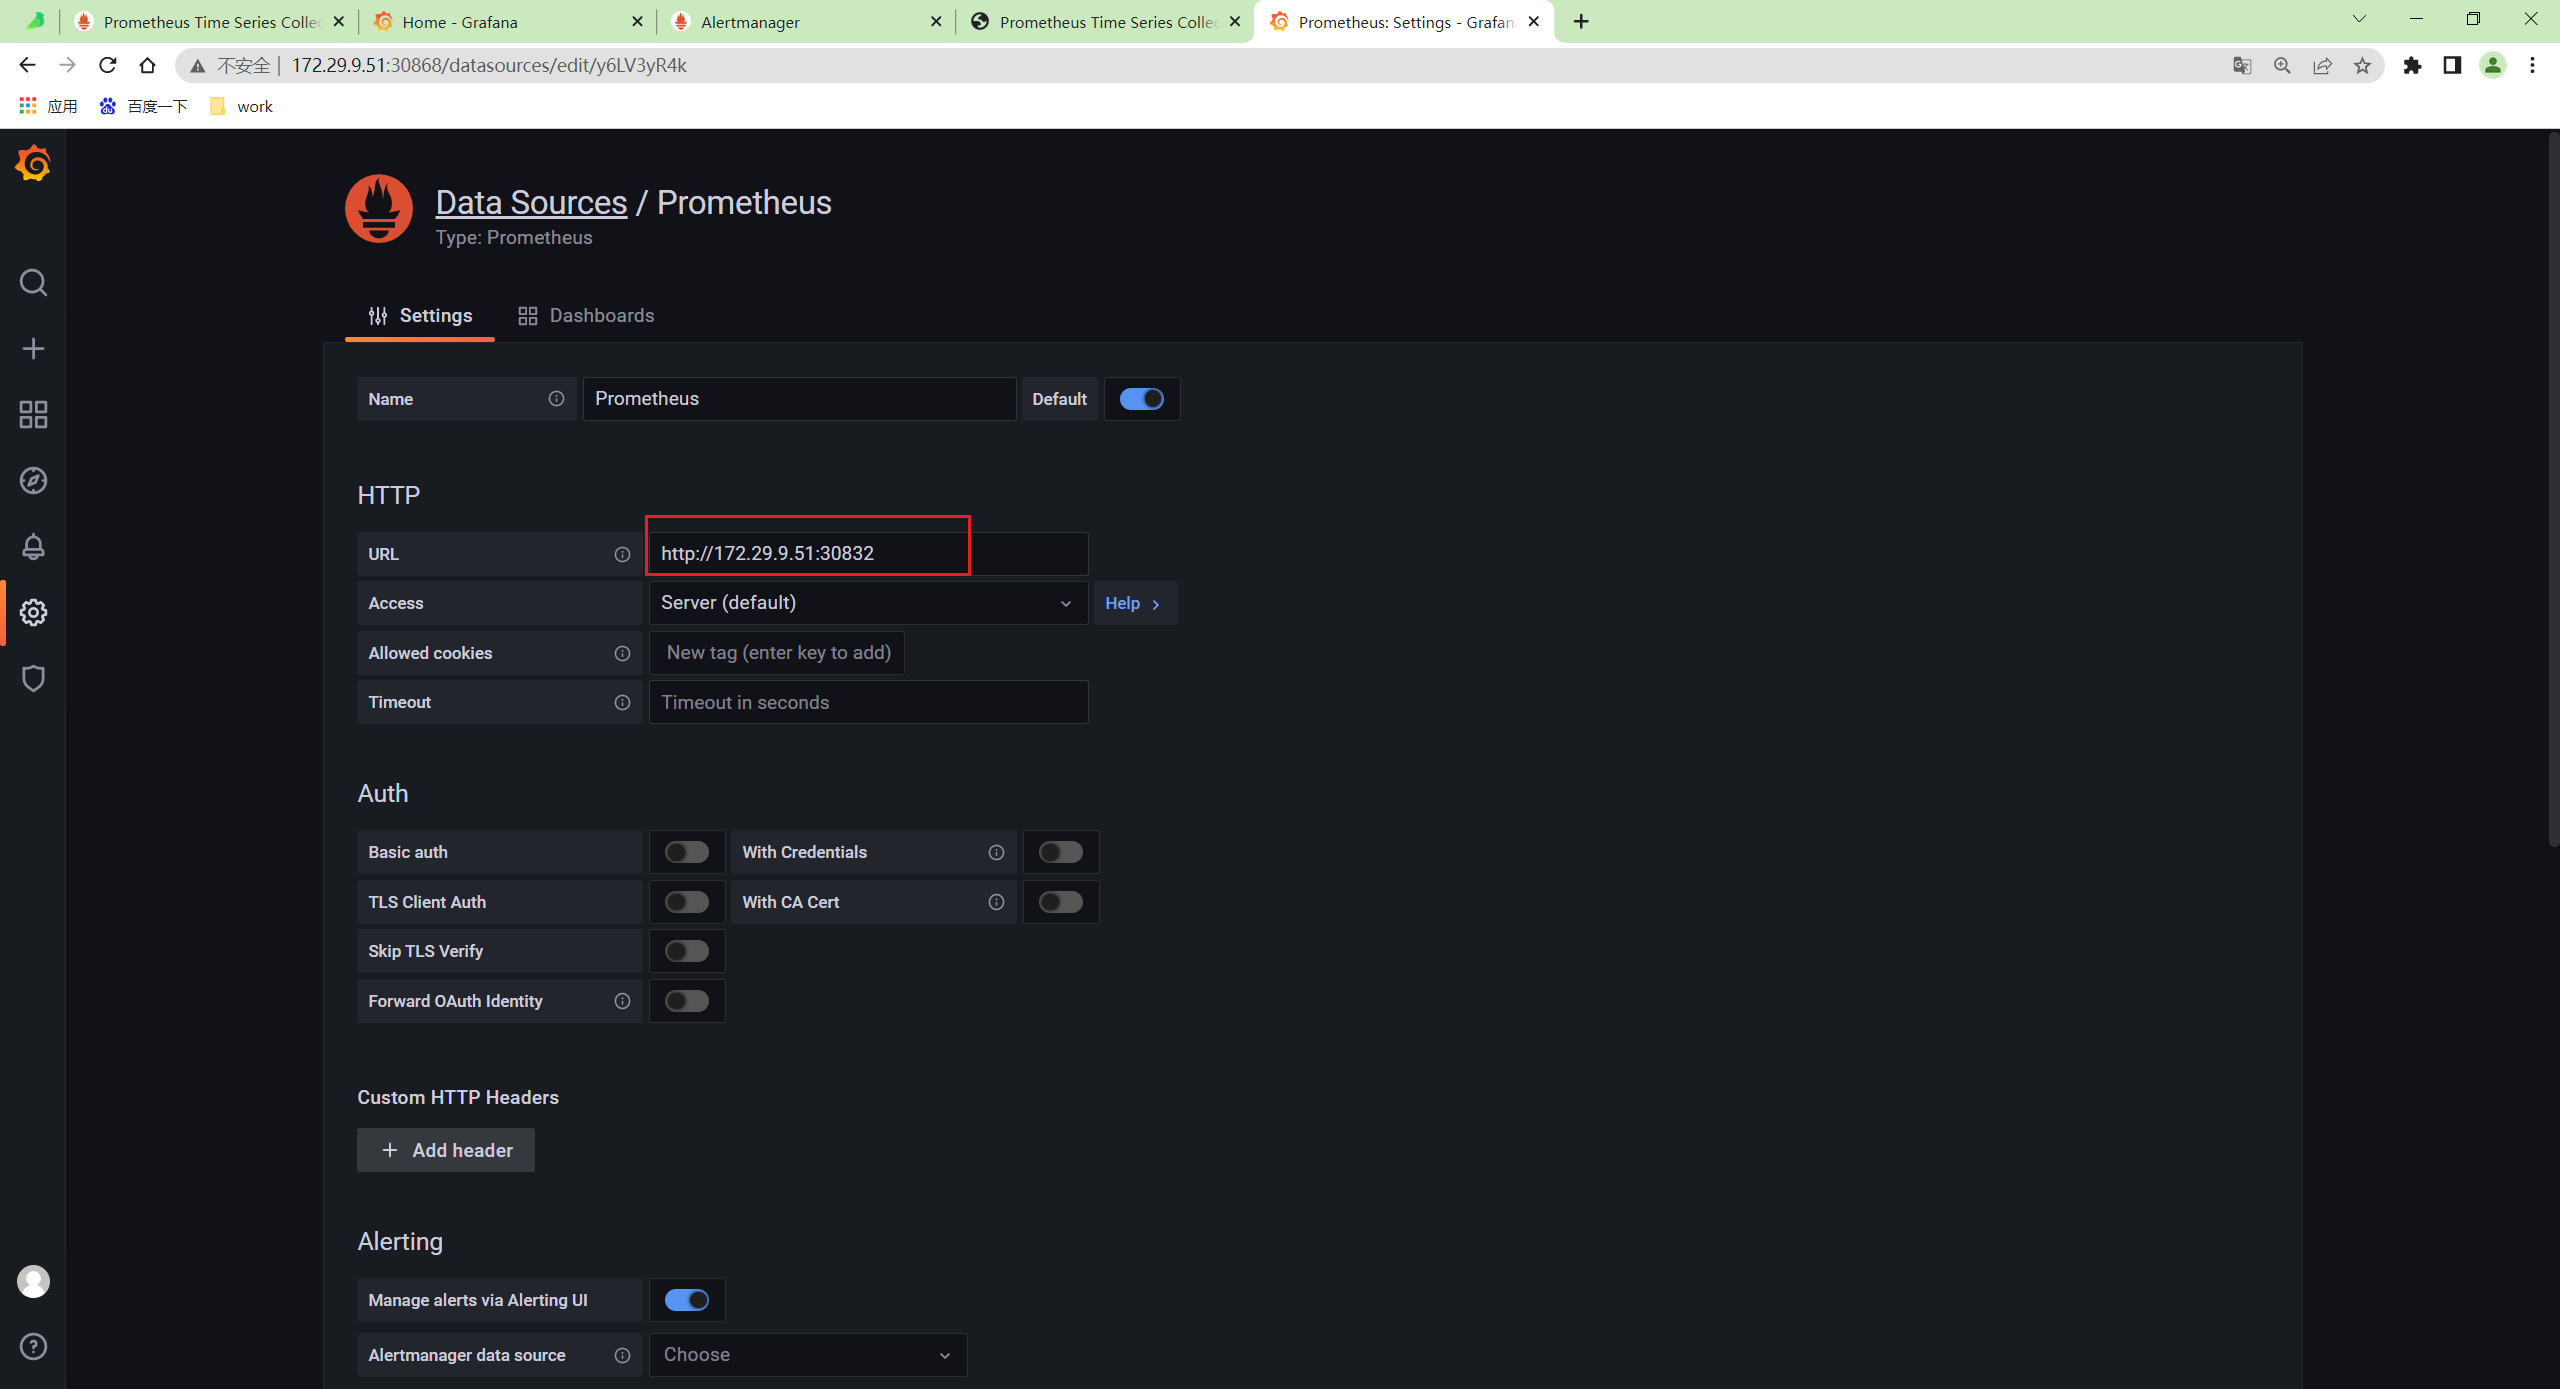 Prometheus Time Series Collec
Home - Grafana
Alertmanager
Prometheus Time Series Collec
Prometheus: Settings - Grafan
不安全 | 172.29.9.51:30868/datasources/edit/y6LV3yR4k
应用
百度一下
work
Data Sources / Prometheus
Type: Prometheus
Settings
Dashboards
Name
Prometheus
Default
HTTP
URL
http://172.29.9.51:30832
Access
Server (default)
Help
Allowed cookies
New tag (enter key to add)
Timeout
Timeout in seconds
Auth
Basic auth
With Credentials
TLS Client Auth
With CA Cert
Skip TLS Verify
Forward OAuth Identity
Custom HTTP Headers
Add header
Alerting
Manage alerts via Alerting UI
Alertmanager data source
Choose